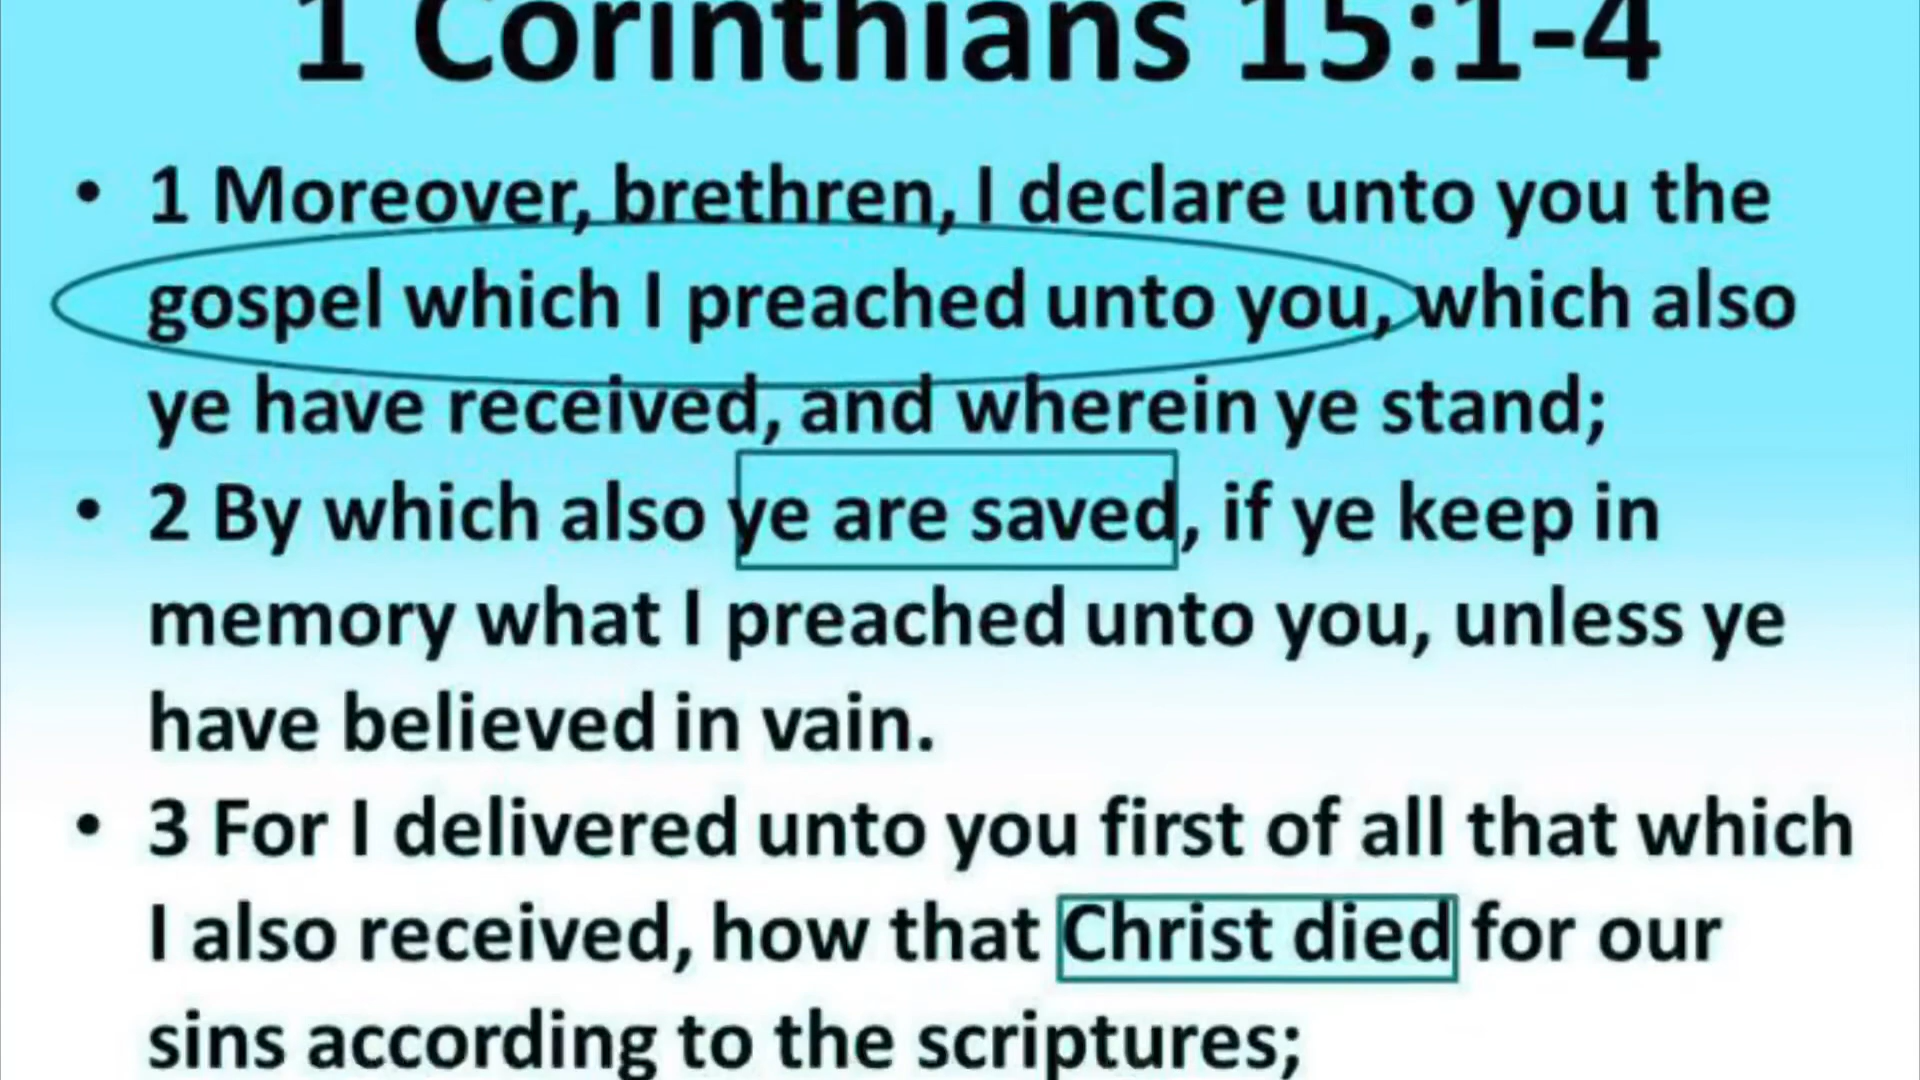 1 Corinthians 15:1-4
• 1 Moreover, brethren, I declare unto you the
gospel which I preached unto you, which also
ye have received, and wherein ye stand;
• 2 By which also ye are saved, if ye keep in
memory what I preached unto you, unless ye
have believed in vain.
• 3 For I delivered unto you first of all that which
I also received, how that Christ died for our
sins according to the scriptures;